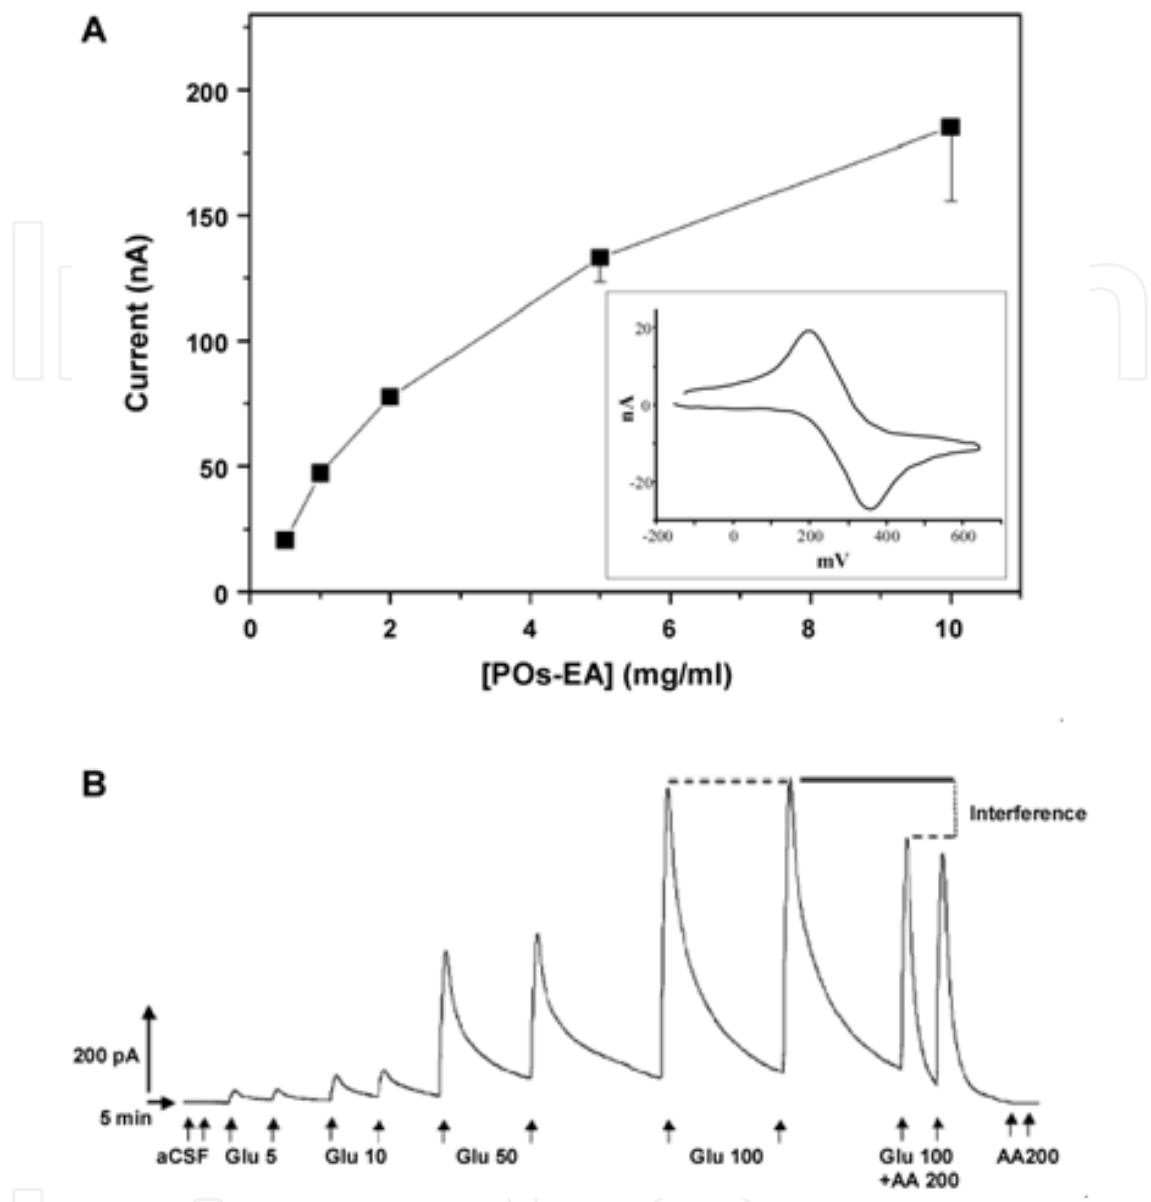 A
200
150
100
50
0
Current (nA)
0 2 4 6 8 10
[POs-EA] (mg/ml)
20
0
-20
nA
-200 0 200 400 600
mV
B
Interference
200 pA
5 min
aCSF Glu 5 Glu 10 Glu 50 Glu 100 Glu 100 AA200
+AA 200